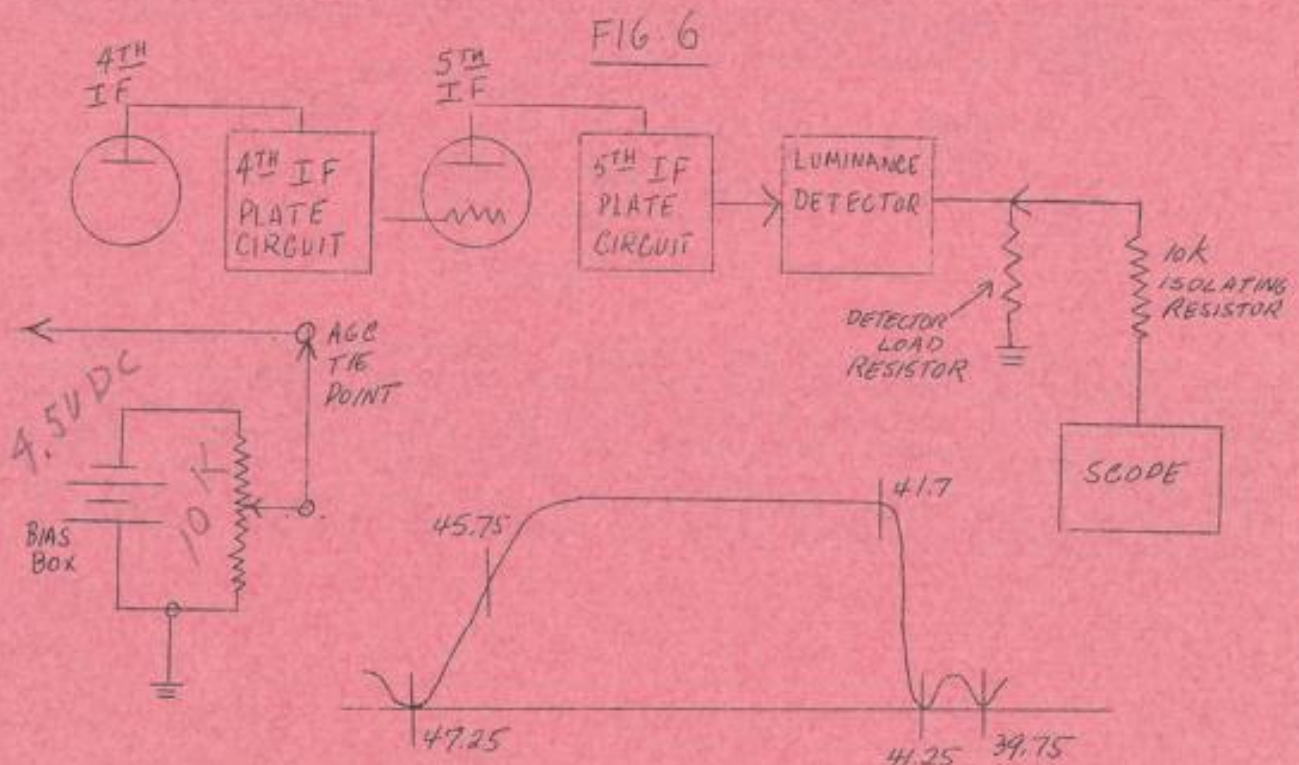 FIG. 6
4TH
IF
5TH
IF
4TH IF
PLATE
CIRCUIT
5TH IF
PLATE
CIRCUIT
LUMINANCE
DETECTOR
DETECTOR
LOAD
RESISTOR
10K
ISOLATING
RESISTOR
SCOPE
AGC
TIE
POINT
4.5V DC
10 K
BIAS
BOX
45.75
41.7
47.25
41.25
39.75